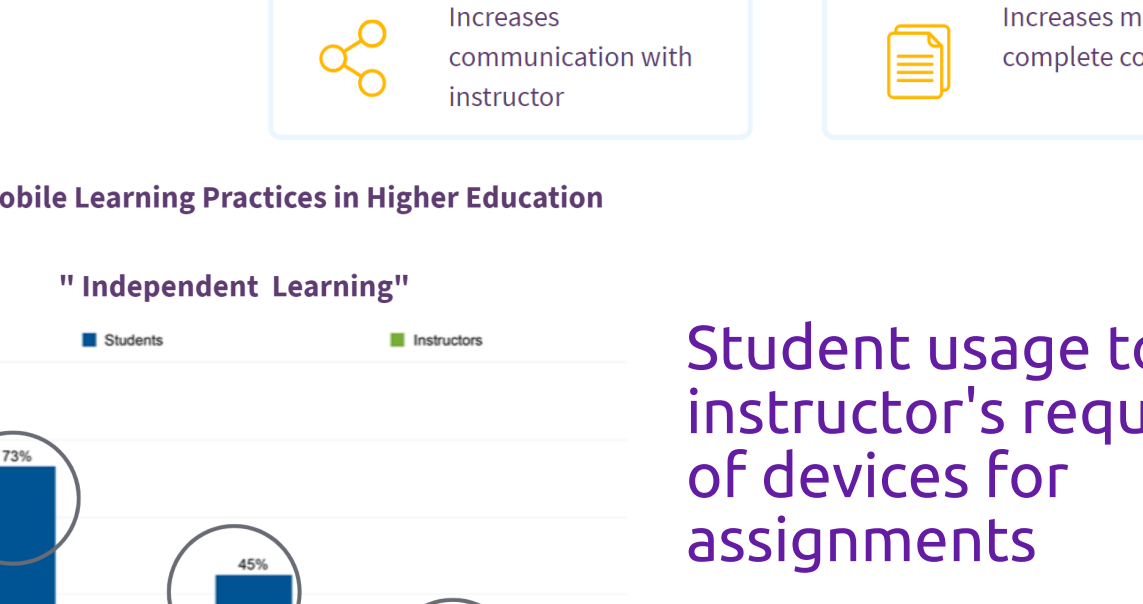 Increases
communication with
instructor
Increases m
complete co
obile Learning Practices in Higher Education
" Independent Learning"
Students
Instructors
73%
45%
Student usage to
instructor's requ
of devices for
assignments